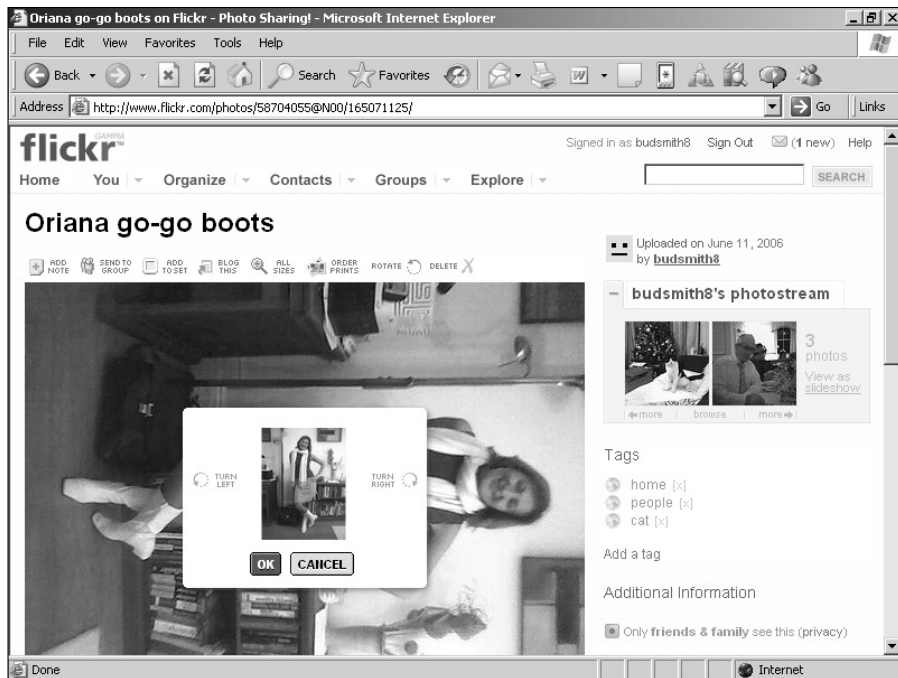 Oriana go-go boots on Flickr - Photo Sharing! - Microsoft Internet Explorer
File Edit View Favorites Tools Help
Back Search Favorites
Address http://www.flickr.com/photos/58704055@N00/165071125/ Go Links
flickr GAMMA ™
Signed in as budsmith8 Sign Out (1 new) Help
Home You Organize Contacts Groups Explore SEARCH
Oriana go-go boots
ADD NOTE SEND TO GROUP ADD TO SET BLOG THIS ALL SIZES ORDER PRINTS ROTATE DELETE
Uploaded on June 11, 2006
by budsmith8
budsmith8's photostream
3
photos
View as
slideshow
more browse more
TURN LEFT TURN RIGHT
OK CANCEL
Tags
home [x]
people [x]
cat [x]
Add a tag
Additional Information
Only friends & family see this (privacy)
Done Internet